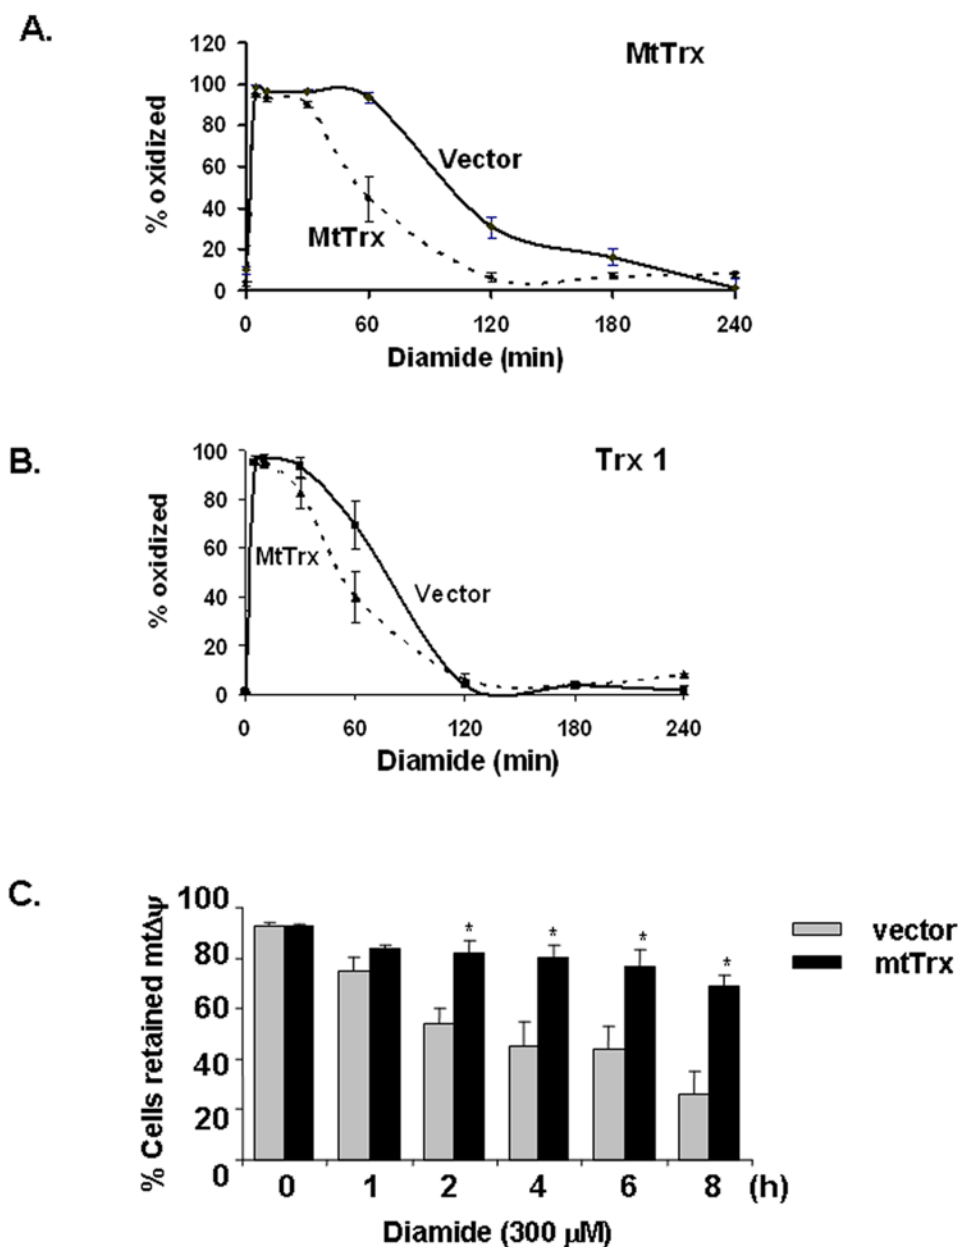 A.
MtTrx
120
100
80
60
40
20
0
% oxidized
Vector
MtTrx
0 60 120 180 240
Diamide (min)
B.
Trx 1
100
80
60
40
20
0
% oxidized
MtTrx
Vector
0 60 120 180 240
Diamide (min)
C.
100
80
60
40
20
0
% Cells retained mtΔψ
* * * *
vector
mtTrx
0 1 2 4 6 8 (h)
Diamide (300 µM)